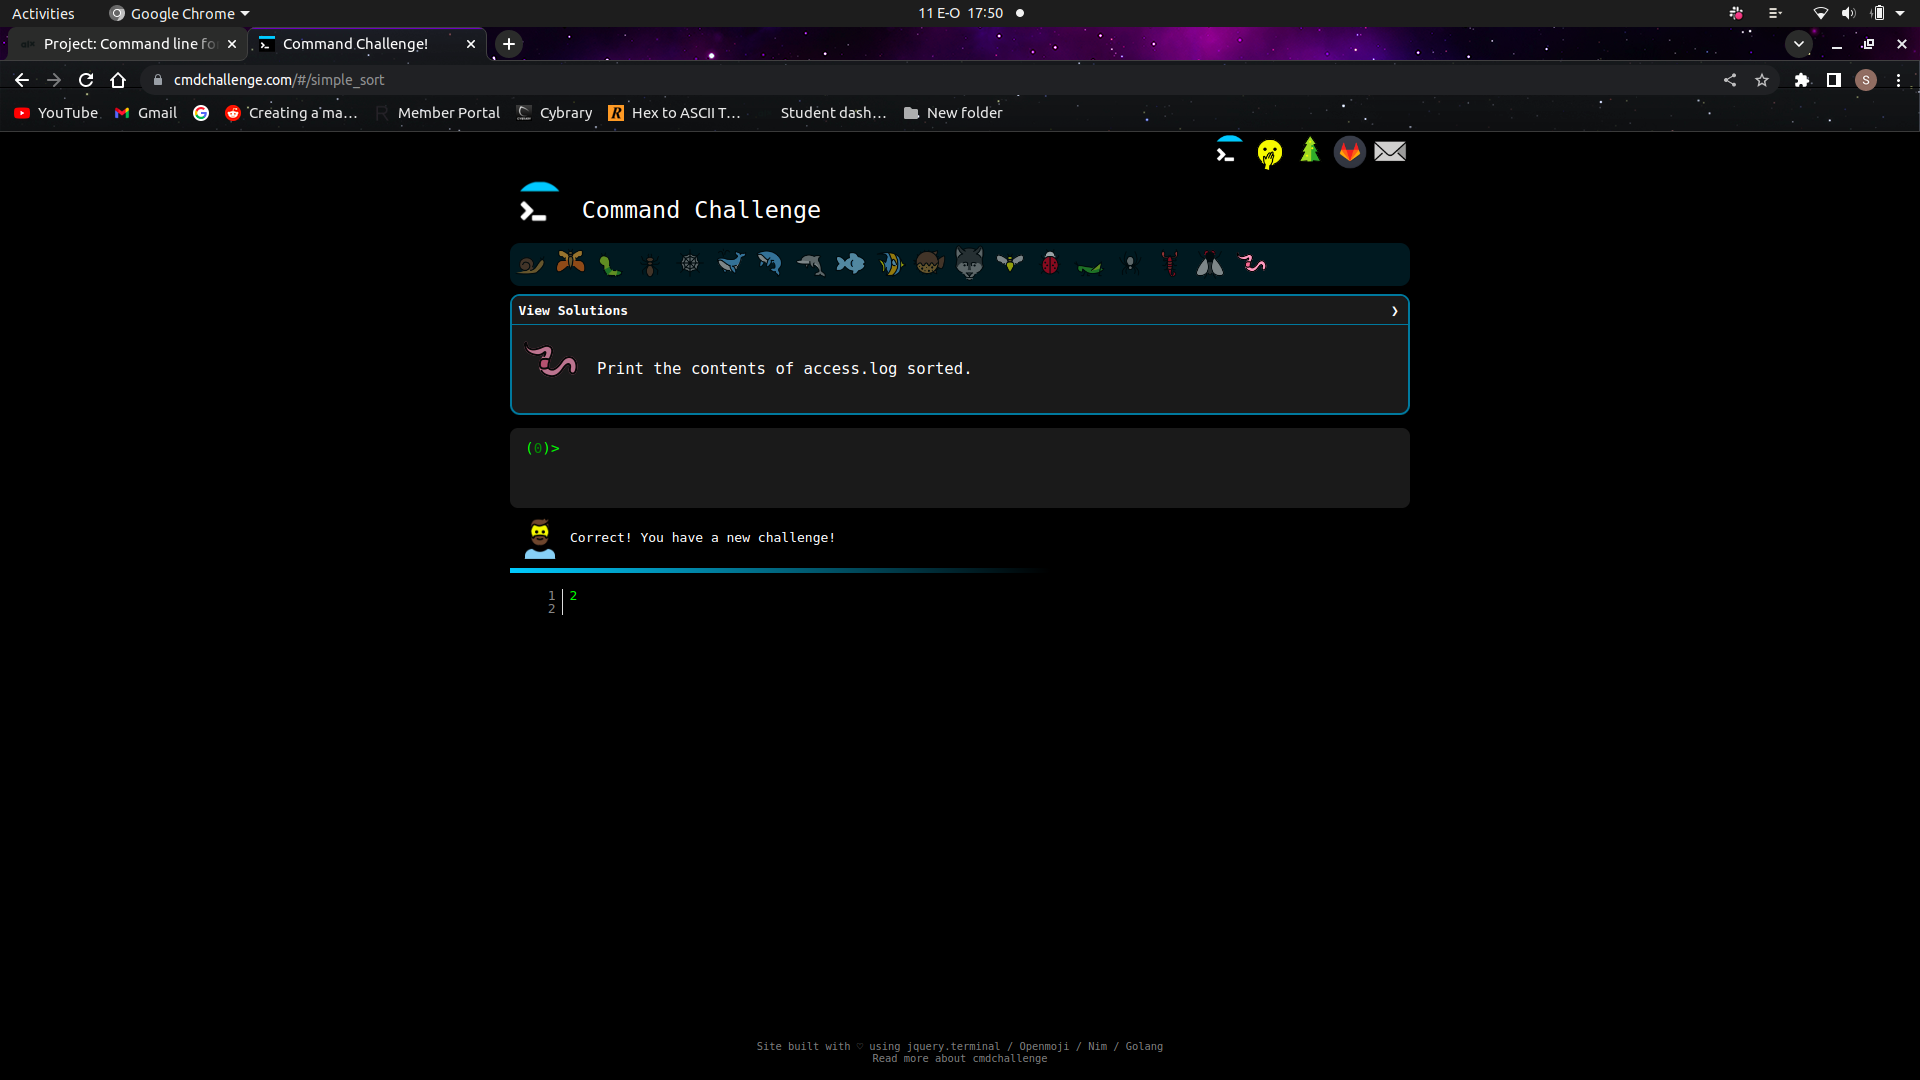 Activities
Google Chrome
11 E-O 17:50
Project: Command line fo
Command Challenge!
cmdchallenge.com/#/simple_sort
S
YouTube
Gmail
Creating a ma…
Member Portal
Cybrary
Hex to ASCII T…
Student dash…
New folder
Command Challenge
View Solutions
Print the contents of access.log sorted.
(0)>
Correct! You have a new challenge!
1 2
2
Site built with ♡ using jquery.terminal / Openmoji / Nim / Golang
Read more about cmdchallenge